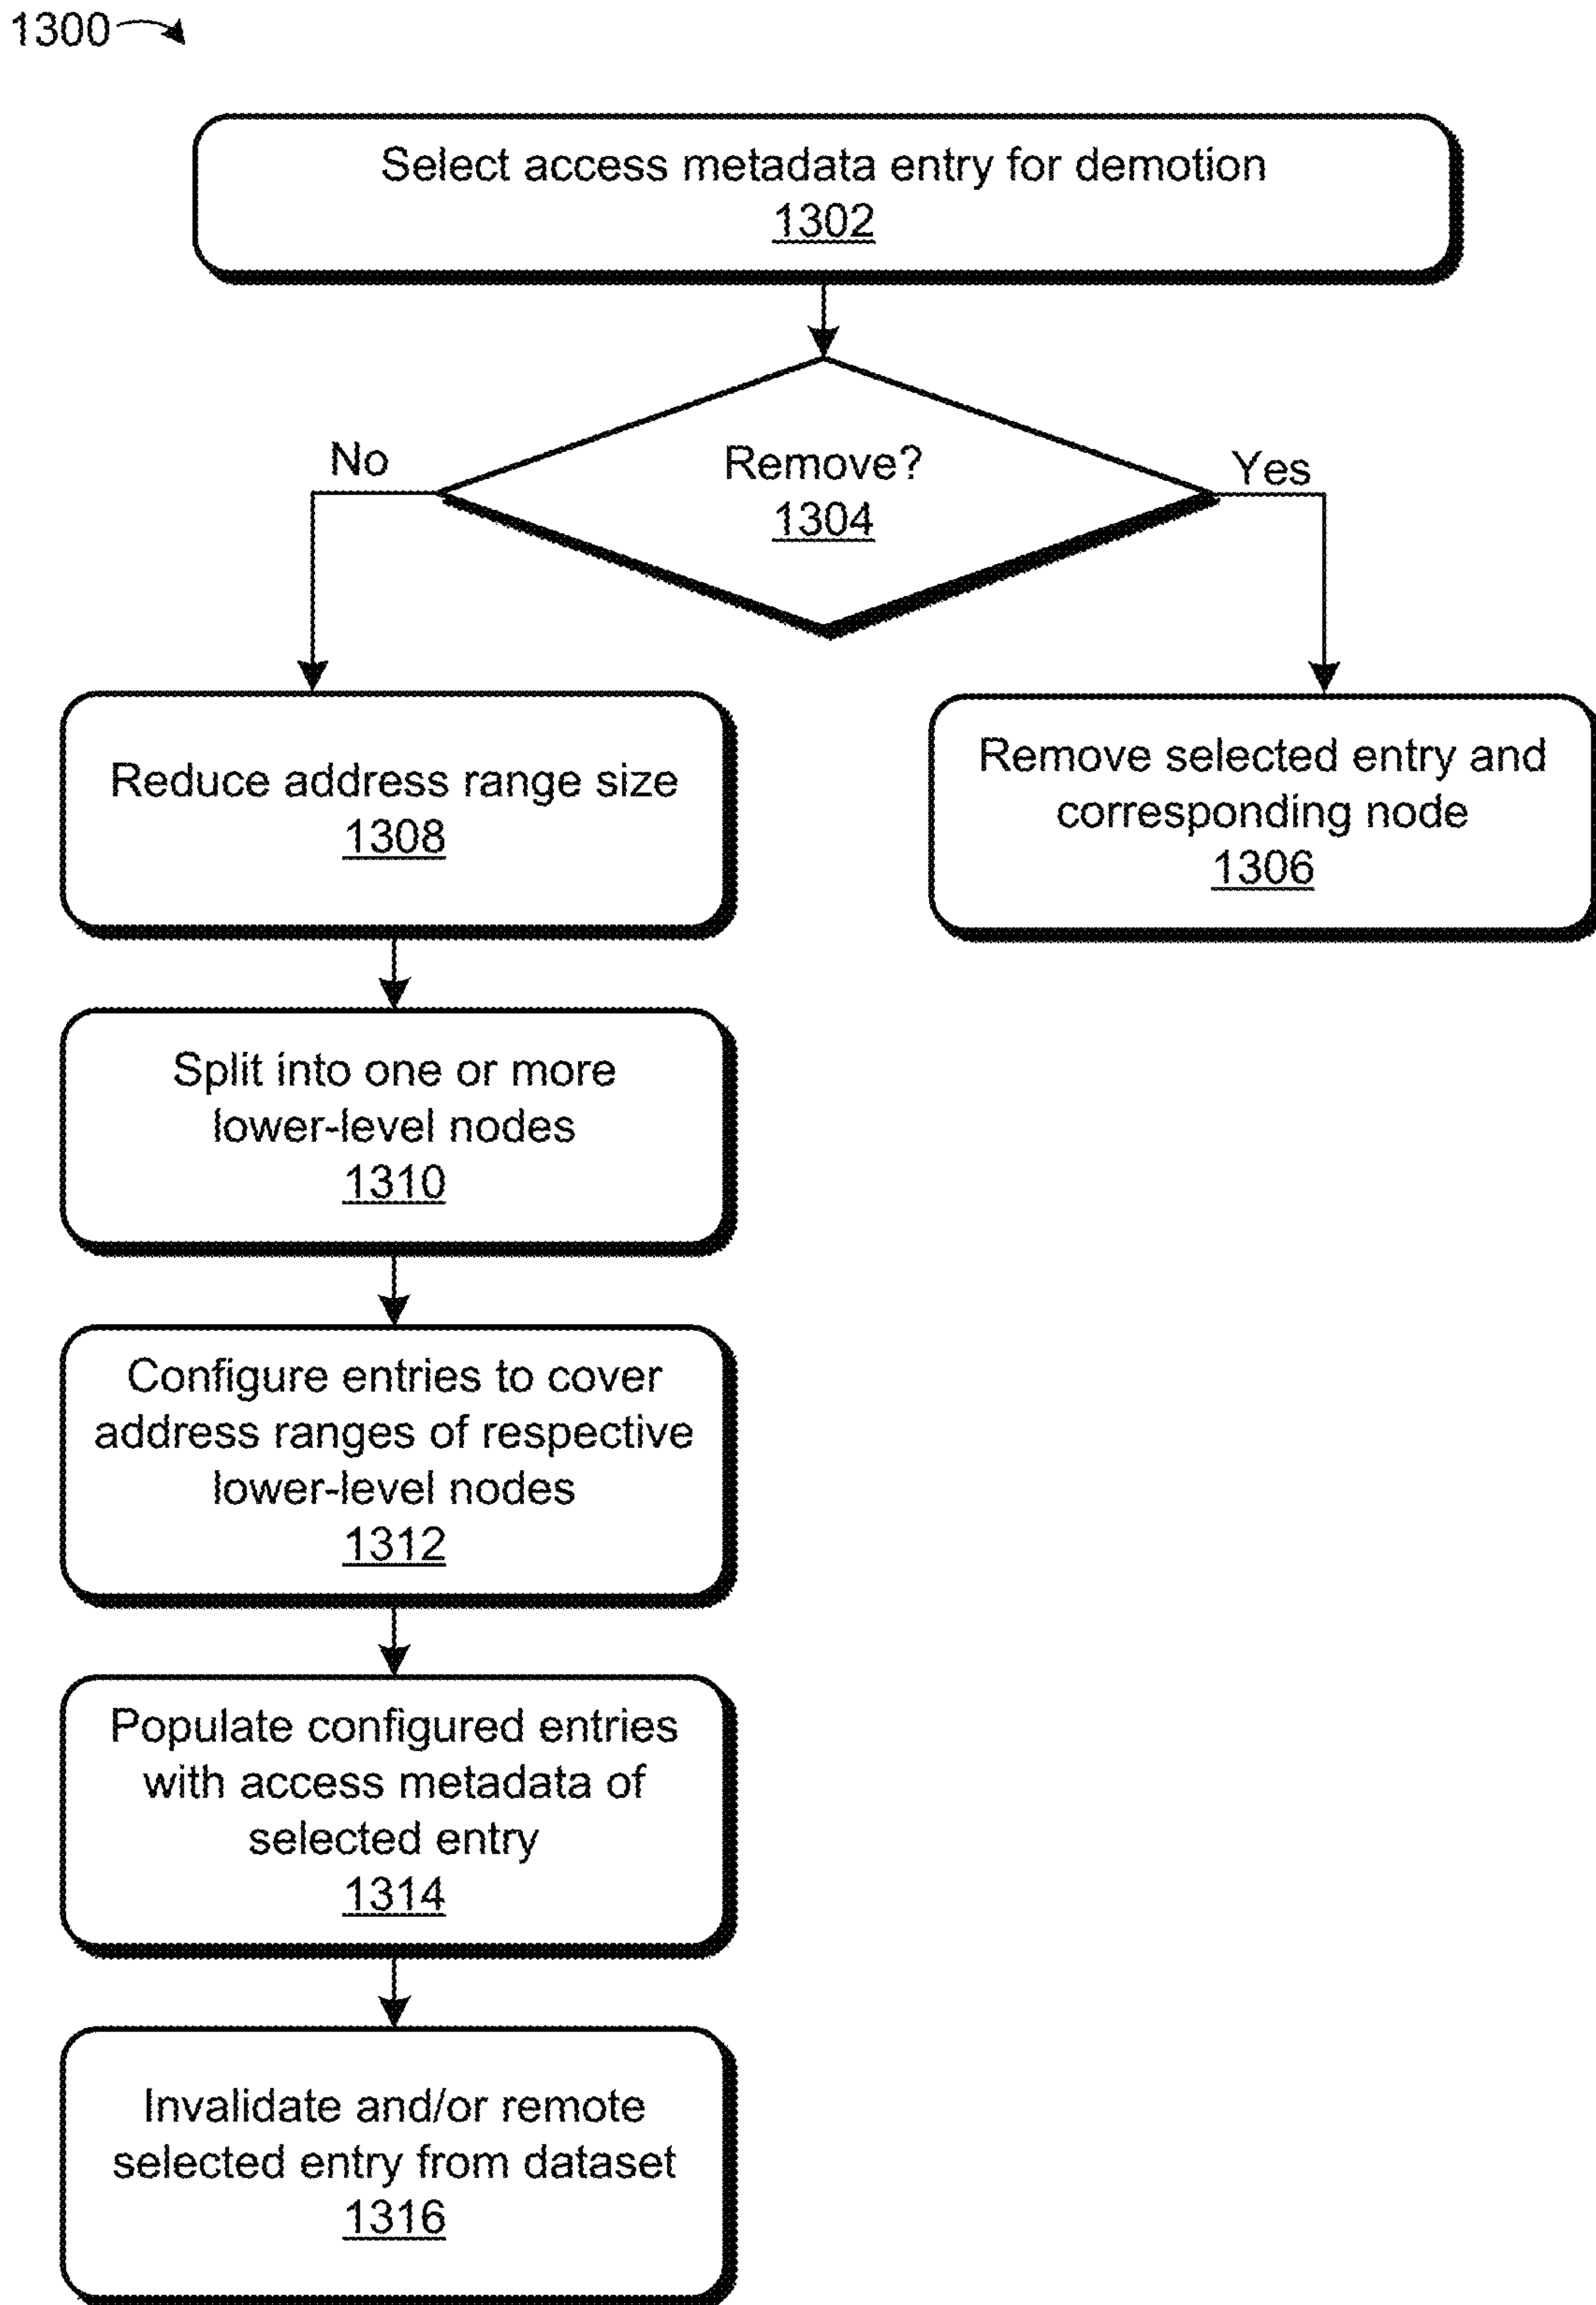 1300
Select access metadata entry for demotion
1302
No
Remove?
1304
Yes
Reduce address range size
1308
Remove selected entry and
corresponding node
1306
Split into one or more
lower-level nodes
1310
Configure entries to cover
address ranges of respective
lower-level nodes
1312
Populate configured entries
with access metadata of
selected entry
1314
Invalidate and/or remote
selected entry from dataset
1316